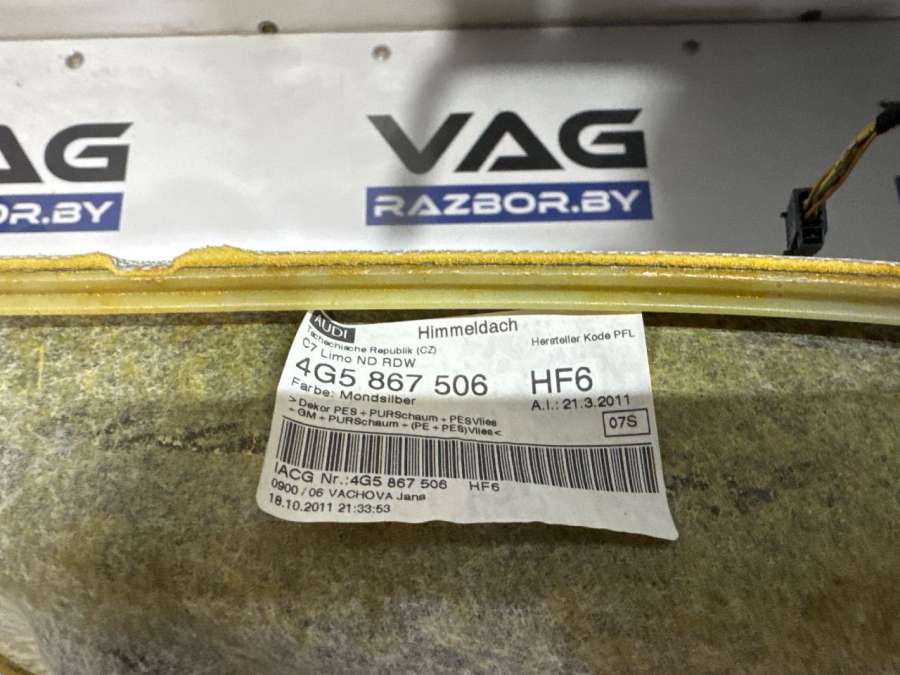 VAG
RAZBOR.BY
AG
OR.BY
AUDI
Himmeldach
Hersteller Kode PFL
Tschechische Republik (CZ)
C7 Limo ND RDW
4G5 867 506 HF6
Farbe: Mondsilber
A.I.: 21.3.2011
> Dekor PES + PURSchaum + PESVlies
+ GM + PURSchaum + (PE + PES)Vlies<
07S
IACG Nr.:4G5 867 506 HF6
0900 / 06 VACHOVA Jana
18.10.2011 21:33:53